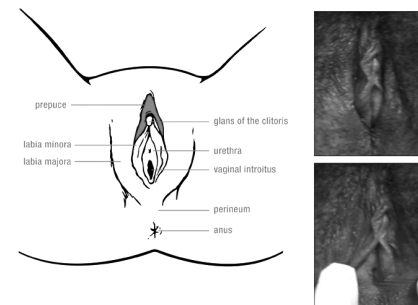 prepuce
glans of the clitoris
labia minora
urethra
labia majora
vaginal introitus
perineum
anus